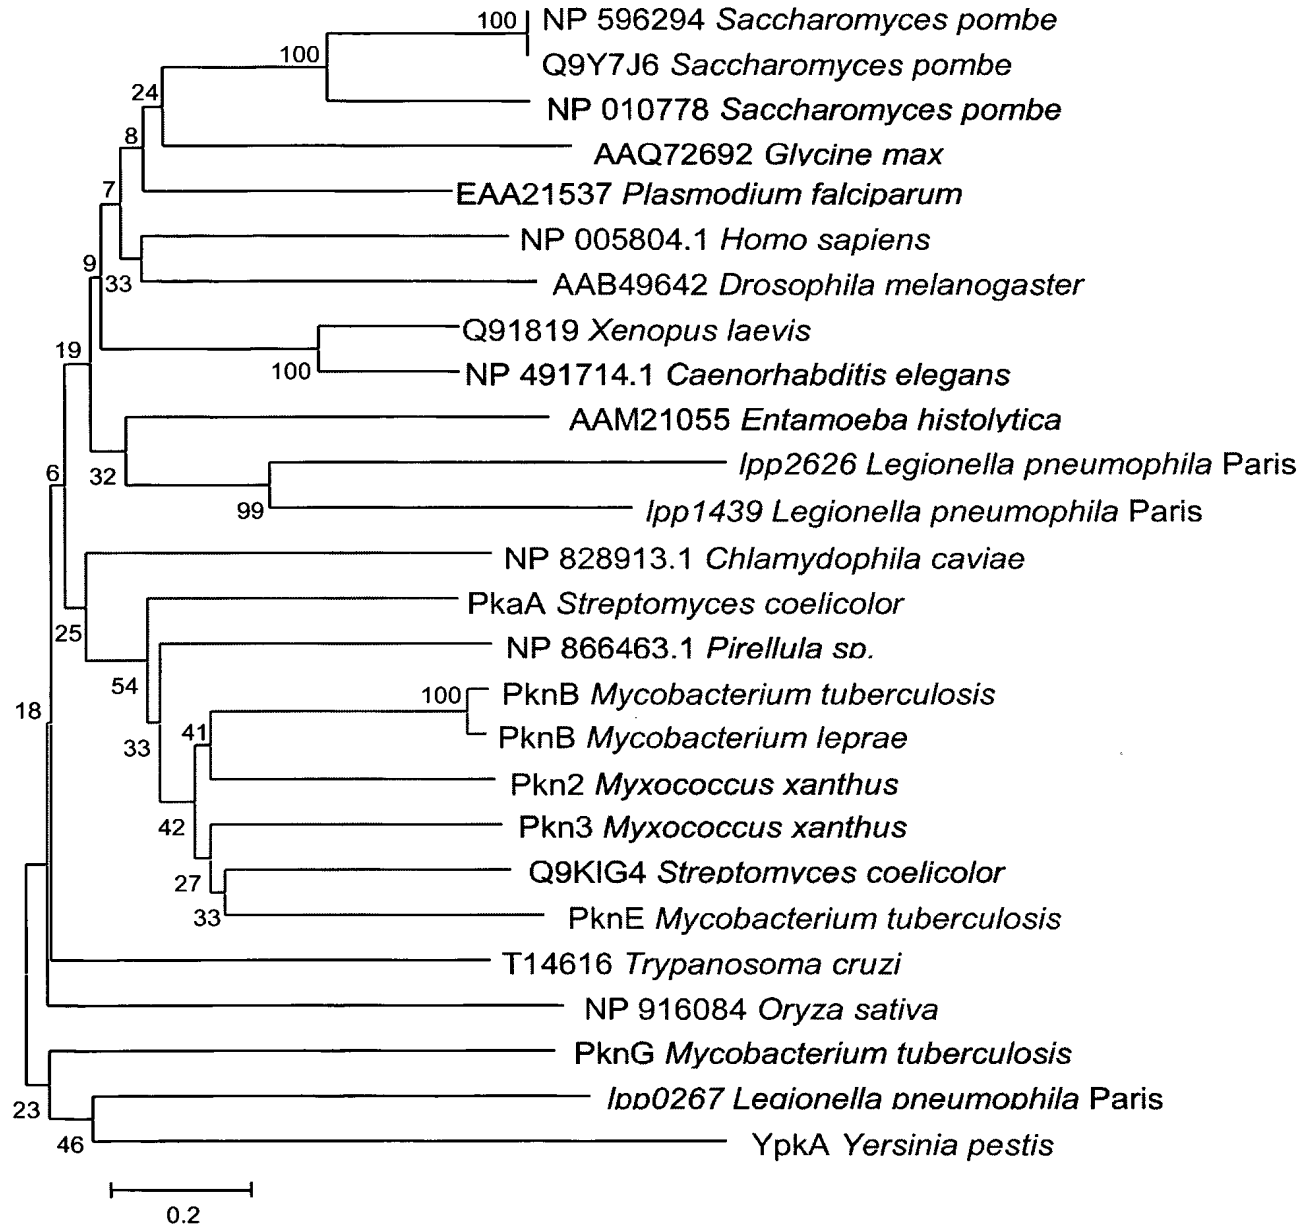 100 NP 596294 Saccharomyces pombe
100 Q9Y7J6 Saccharomyces pombe
24 NP 010778 Saccharomyces pombe
8 AAQ72692 Glycine max
7 EAA21537 Plasmodium falciparum
NP 005804.1 Homo sapiens
9 33 AAB49642 Drosophila melanogaster
Q91819 Xenopus laevis
19 100 NP 491714.1 Caenorhabditis elegans
AAM21055 Entamoeba histolytica
6 32 lpp2626 Legionella pneumophila Paris
99 lpp1439 Legionella pneumophila Paris
NP 828913.1 Chlamydophila caviae
PkaA Streptomyces coelicolor
25 NP 866463.1 Pirellula sp.
54 100 PknB Mycobacterium tuberculosis
18 33 41 PknB Mycobacterium leprae
Pkn2 Myxococcus xanthus
42 Pkn3 Myxococcus xanthus
27 Q9KIG4 Streptomyces coelicolor
33 PknE Mycobacterium tuberculosis
T14616 Trypanosoma cruzi
NP 916084 Oryza sativa
PknG Mycobacterium tuberculosis
23 lpp0267 Legionella pneumophila Paris
46 YpkA Yersinia pestis
0.2